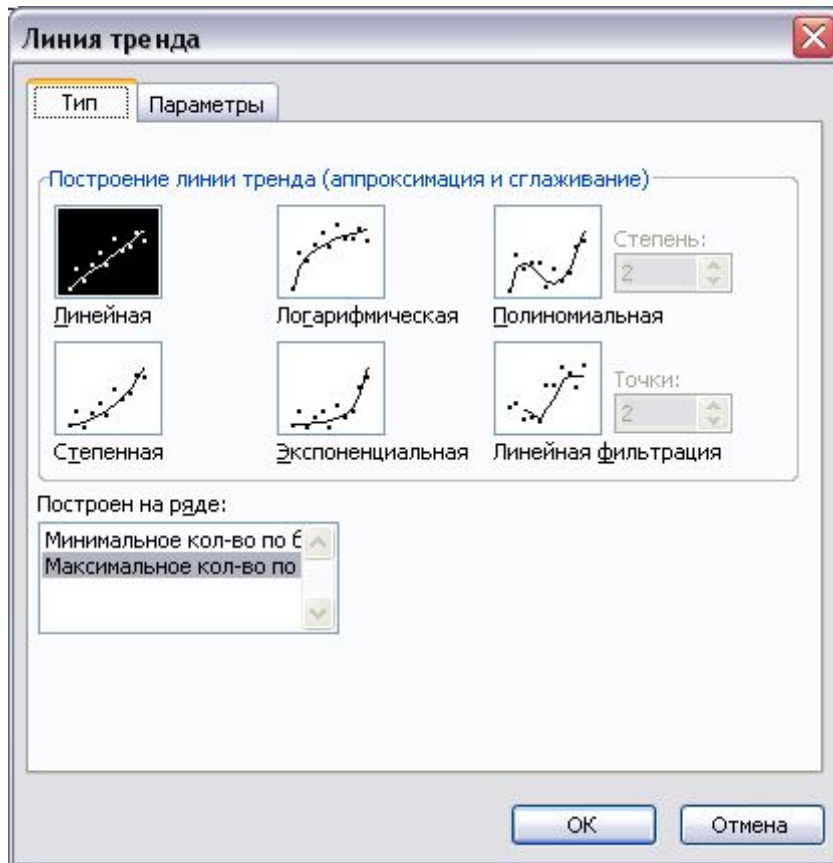 Линия тренда
Тип Параметры
Построение линии тренда (аппроксимация и сглаживание)
Степень:
2
Линейная Логарифмическая Полиномиальная
Точки:
2
Степенная Экспоненциальная Линейная фильтрация
Построен на ряде:
Минимальное кол-во по б
Максимальное кол-во по
ОК Отмена